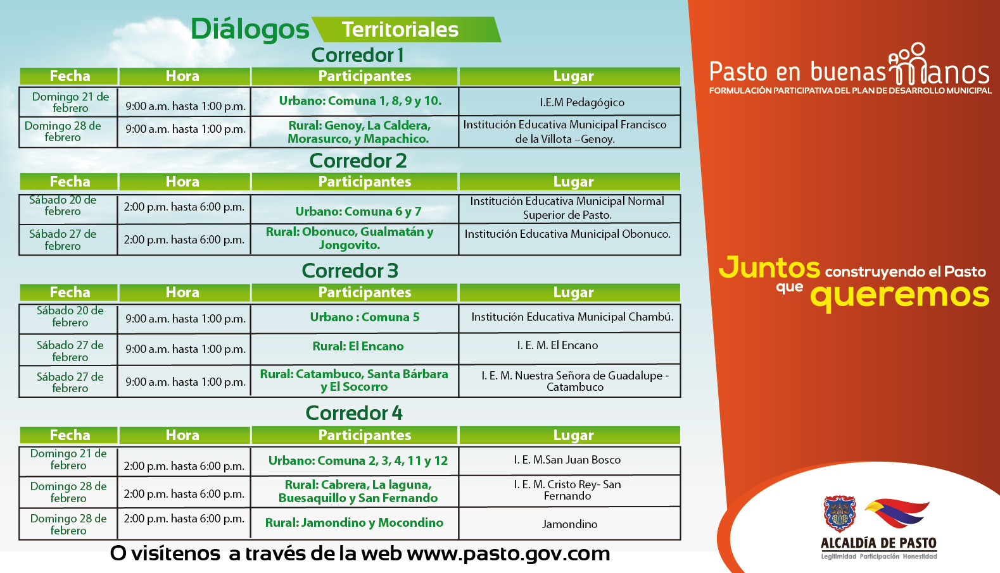 Diálogos Territoriales
Corredor 1
Fecha Hora Participantes Lugar
Domingo 21 de
febrero
9:00 a.m. hasta 1:00 p.m.
Urbano: Comuna 1, 8, 9 y 10.
I.E.M Pedagógico
Domingo 28 de
febrero
9:00 a.m. hasta 1:00 p.m.
Rural: Genoy, La Caldera,
Morasurco, y Mapachico.
Institución Educativa Municipal Francisco
de la Villota –Genoy.
Corredor 2
Fecha Hora Participantes Lugar
Sábado 20 de
febrero
2:00 p.m. hasta 6:00 p.m.
Urbano: Comuna 6 y 7
Institución Educativa Municipal Normal
Superior de Pasto.
Sábado 27 de
febrero
2:00 p.m. hasta 6:00 p.m.
Rural: Obonuco, Gualmatán y
Jongovito.
Institución Educativa Municipal Obonuco.
Corredor 3
Fecha Hora Participantes Lugar
Sábado 20 de
febrero
9:00 a.m. hasta 1:00 p.m.
Urbano : Comuna 5
Institución Educativa Municipal Chambú.
Sábado 27 de
febrero
9:00 a.m. hasta 1:00 p.m.
Rural: El Encano
I. E. M. El Encano
Sábado 27 de
febrero
9:00 a.m. hasta 1:00 p.m.
Rural: Catambuco, Santa Bárbara
y El Socorro
I. E. M. Nuestra Señora de Guadalupe -
Catambuco
Corredor 4
Fecha Hora Participantes Lugar
Domingo 21 de
febrero
2:00 p.m. hasta 6:00 p.m.
Urbano: Comuna 2, 3, 4, 11 y 12
I. E. M.San Juan Bosco
Domingo 28 de
febrero
2:00 p.m. hasta 6:00 p.m.
Rural: Cabrera, La laguna,
Buesaquillo y San Fernando
I. E. M. Cristo Rey- San
Fernando
Domingo 28 de
febrero
2:00 p.m. hasta 6:00 p.m.
Rural: Jamondino y Mocondino
Jamondino
O visítenos a través de la web www.pasto.gov.com
Pasto en buenas manos
FORMULACIÓN PARTICIPATIVA DEL PLAN DE DESARROLLO MUNICIPAL
Juntos construyendo el Pasto
que queremos
ALCALDÍA DE PASTO
Legitimidad Participación Honestidad